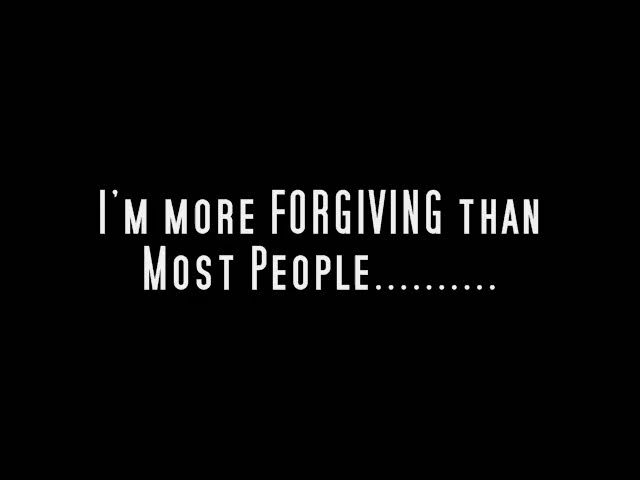 I'M MORE FORGIVING THAN
MOST PEOPLE..........